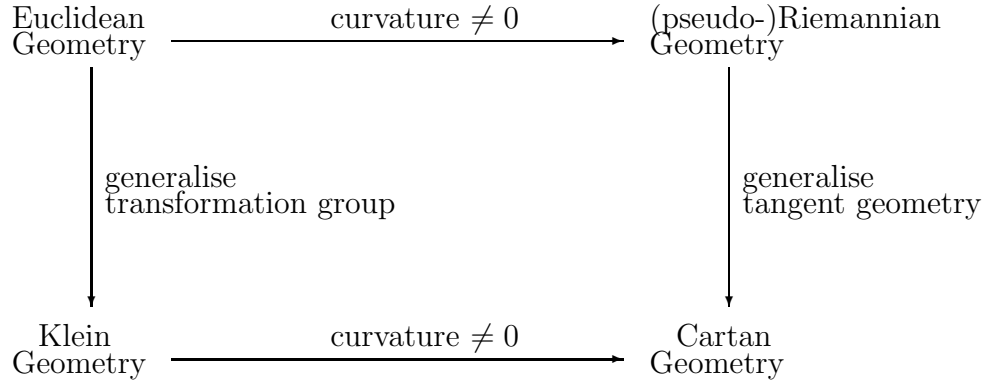 Euclidean
Geometry
curvature ≠ 0
(pseudo-)Riemannian
Geometry
generalise
transformation group
generalise
tangent geometry
Klein
Geometry
curvature ≠ 0
Cartan
Geometry